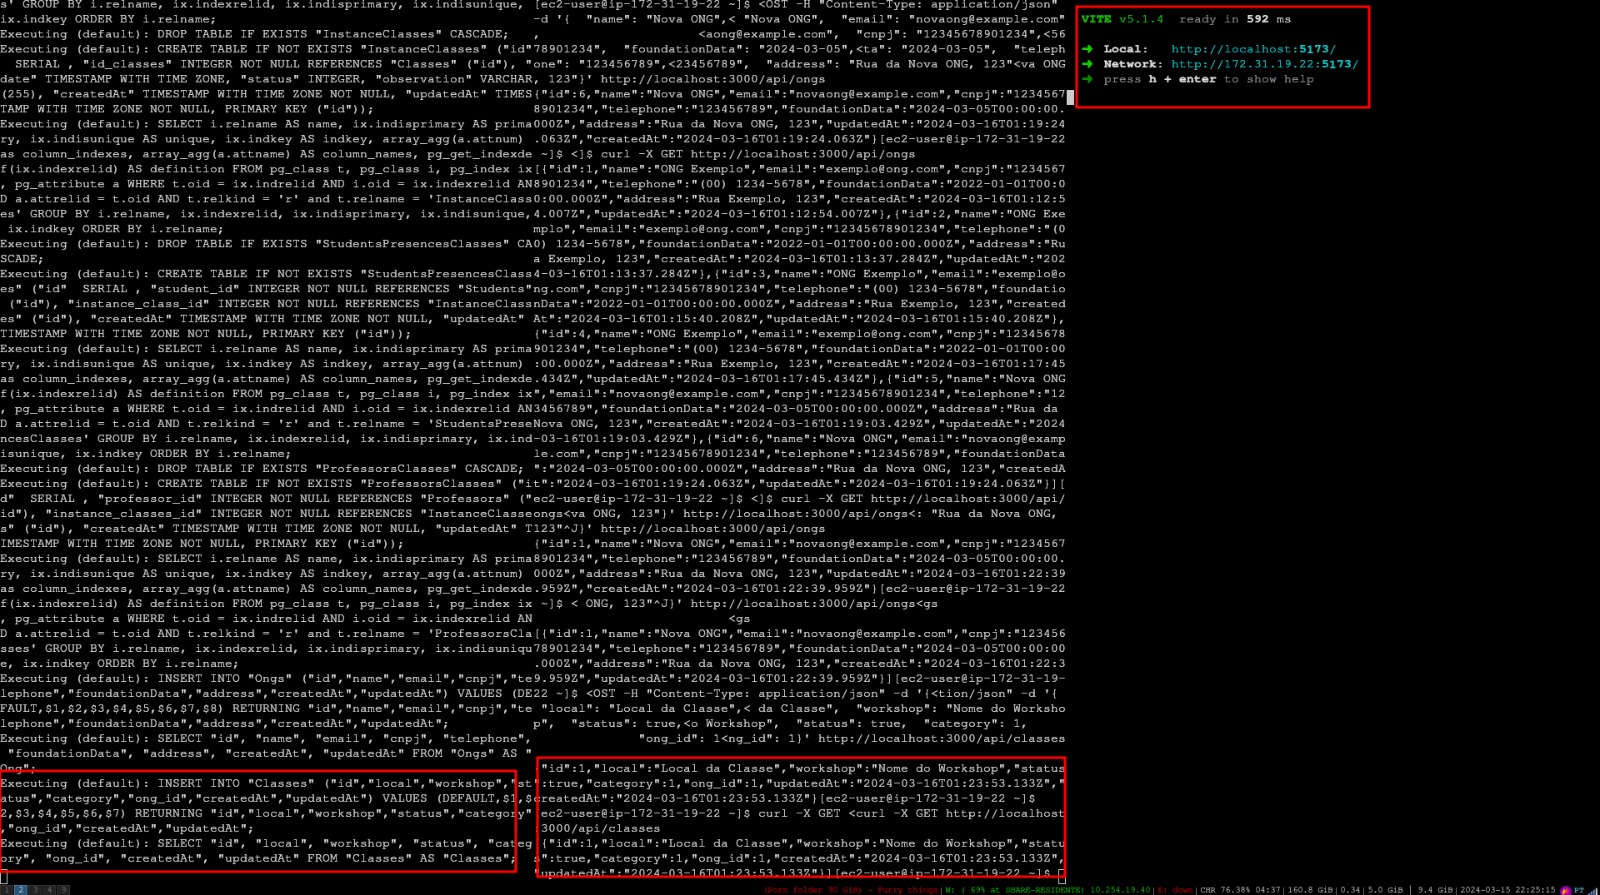 s' GROUP BY i.relname, ix.indexrelid, ix.indisprimary, ix.indisunique,
ix.indkey ORDER BY i.relname;
Executing (default): DROP TABLE IF EXISTS "InstanceClasses" CASCADE;
Executing (default): CREATE TABLE IF NOT EXISTS "InstanceClasses" ("id"
 SERIAL , "id_classes" INTEGER NOT NULL REFERENCES "Classes" ("id"), "
date" TIMESTAMP WITH TIME ZONE, "status" INTEGER, "observation" VARCHAR
(255), "createdAt" TIMESTAMP WITH TIME ZONE NOT NULL, "updatedAt" TIMES
TAMP WITH TIME ZONE NOT NULL, PRIMARY KEY ("id"));
Executing (default): SELECT i.relname AS name, ix.indisprimary AS prima
ry, ix.indisunique AS unique, ix.indkey AS indkey, array_agg(a.attnum)
as column_indexes, array_agg(a.attname) AS column_names, pg_get_indexde
f(ix.indexrelid) AS definition FROM pg_class t, pg_class i, pg_index ix
, pg_attribute a WHERE t.oid = ix.indrelid AND i.oid = ix.indexrelid AN
D a.attrelid = t.oid AND t.relkind = 'r' and t.relname = 'InstanceClass
es' GROUP BY i.relname, ix.indexrelid, ix.indisprimary, ix.indisunique,
 ix.indkey ORDER BY i.relname;
Executing (default): DROP TABLE IF EXISTS "StudentsPresencesClasses" CA
SCADE;
Executing (default): CREATE TABLE IF NOT EXISTS "StudentsPresencesClass
es" ("id"   SERIAL , "student_id" INTEGER NOT NULL REFERENCES "Students"
 ("id"), "instance_class_id" INTEGER NOT NULL REFERENCES "InstanceClass
es" ("id"), "createdAt" TIMESTAMP WITH TIME ZONE NOT NULL, "updatedAt"
TIMESTAMP WITH TIME ZONE NOT NULL, PRIMARY KEY ("id"));
Executing (default): SELECT i.relname AS name, ix.indisprimary AS prima
ry, ix.indisunique AS unique, ix.indkey AS indkey, array_agg(a.attnum)
as column_indexes, array_agg(a.attname) AS column_names, pg_get_indexde
f(ix.indexrelid) AS definition FROM pg_class t, pg_class i, pg_index ix
, pg_attribute a WHERE t.oid = ix.indrelid AND i.oid = ix.indexrelid AN
D a.attrelid = t.oid AND t.relkind = 'r' and t.relname = 'StudentsPrese
ncesClasses' GROUP BY i.relname, ix.indexrelid, ix.indisprimary, ix.ind
isunique, ix.indkey ORDER BY i.relname;
Executing (default): DROP TABLE IF EXISTS "ProfessorsClasses" CASCADE;
Executing (default): CREATE TABLE IF NOT EXISTS "ProfessorsClasses" ("i
d"  SERIAL , "professor_id" INTEGER NOT NULL REFERENCES "Professors" ("
id"), "instance_classes_id" INTEGER NOT NULL REFERENCES "InstanceClasse
s" ("id"), "createdAt" TIMESTAMP WITH TIME ZONE NOT NULL, "updatedAt" T
IMESTAMP WITH TIME ZONE NOT NULL, PRIMARY KEY ("id"));
Executing (default): SELECT i.relname AS name, ix.indisprimary AS prima
ry, ix.indisunique AS unique, ix.indkey AS indkey, array_agg(a.attnum)
as column_indexes, array_agg(a.attname) AS column_names, pg_get_indexde
f(ix.indexrelid) AS definition FROM pg_class t, pg_class i, pg_index ix
, pg_attribute a WHERE t.oid = ix.indrelid AND i.oid = ix.indexrelid AN
D a.attrelid = t.oid AND t.relkind = 'r' and t.relname = 'ProfessorsCla
sses' GROUP BY i.relname, ix.indexrelid, ix.indisprimary, ix.indisuniqu
e, ix.indkey ORDER BY i.relname;
Executing (default): INSERT INTO "Ongs" ("id","name","email","cnpj","te
lephone","foundationData","address","createdAt","updatedAt") VALUES (DE
FAULT,$1,$2,$3,$4,$5,$6,$7,$8) RETURNING "id","name","email","cnpj","te
lephone","foundationData","address","createdAt","updatedAt";
Executing (default): SELECT "id", "name", "email", "cnpj", "telephone",
 "foundationData", "address", "createdAt", "updatedAt" FROM "Ongs" AS "
Ong";
Executing (default): INSERT INTO "Classes" ("id","local","workshop","st
atus","category","ong_id","createdAt","updatedAt") VALUES (DEFAULT,$1,$
2,$3,$4,$5,$6,$7) RETURNING "id","local","workshop","status","category"
,"ong_id","createdAt","updatedAt";
Executing (default): SELECT "id", "local", "workshop", "status", "categ
ory", "ong_id", "createdAt", "updatedAt" FROM "Classes" AS "Classes";
[ec2-user@ip-172-31-19-22 ~]$ <OST -H "Content-Type: application/json"
-d '{  "name": "Nova ONG",< "Nova ONG",   "email": "novaong@example.com"
,                     <aong@example.com", "cnpj": "12345678901234",<56
78901234", "foundationData": "2024-03-05",<ta": "2024-03-05",  "teleph
one": "123456789",<23456789",  "address": "Rua da Nova ONG, 123"<va ONG
, 123"}' http://localhost:3000/api/ongs
{"id":6,"name":"Nova ONG","email":"novaong@example.com","cnpj":"1234567
8901234","telephone":"123456789","foundationData":"2024-03-05T00:00:00.
000Z","address":"Rua da Nova ONG, 123","updatedAt":"2024-03-16T01:19:24
.063Z","createdAt":"2024-03-16T01:19:24.063Z"}[ec2-user@ip-172-31-19-22
 ~]$ <]$ curl -X GET http://localhost:3000/api/ongs
[{"id":1,"name":"ONG Exemplo","email":"exemplo@ong.com","cnpj":"1234567
8901234","telephone":"(00) 1234-5678","foundationData":"2022-01-01T00:0
0:00.000Z","address":"Rua Exemplo, 123","createdAt":"2024-03-16T01:12:5
4.007Z","updatedAt":"2024-03-16T01:12:54.007Z"},{"id":2,"name":"ONG Exe
mplo","email":"exemplo@ong.com","cnpj":"12345678901234","telephone":"(0
0) 1234-5678","foundationData":"2022-01-01T00:00:00.000Z","address":"Ru
a Exemplo, 123","createdAt":"2024-03-16T01:13:37.284Z","updatedAt":"202
4-03-16T01:13:37.284Z"},{"id":3,"name":"ONG Exemplo","email":"exemplo@o
ng.com","cnpj":"12345678901234","telephone":"(00) 1234-5678","foundatio
nData":"2022-01-01T00:00:00.000Z","address":"Rua Exemplo, 123","created
At":"2024-03-16T01:15:40.208Z","updatedAt":"2024-03-16T01:15:40.208Z"},
{"id":4,"name":"ONG Exemplo","email":"exemplo@ong.com","cnpj":"12345678
901234","telephone":"(00) 1234-5678","foundationData":"2022-01-01T00:00
:00.000Z","address":"Rua Exemplo, 123","createdAt":"2024-03-16T01:17:45
.434Z","updatedAt":"2024-03-16T01:17:45.434Z"},{"id":5,"name":"Nova ONG
","email":"novaong@example.com","cnpj":"12345678901234","telephone":"12
3456789","foundationData":"2024-03-05T00:00:00.000Z","address":"Rua da
Nova ONG, 123","createdAt":"2024-03-16T01:19:03.429Z","updatedAt":"2024
-03-16T01:19:03.429Z"},{"id":6,"name":"Nova ONG","email":"novaong@examp
le.com","cnpj":"12345678901234","telephone":"123456789","foundationData
":"2024-03-05T00:00:00.000Z","address":"Rua da Nova ONG, 123","createdA
t":"2024-03-16T01:19:24.063Z","updatedAt":"2024-03-16T01:19:24.063Z"}][
ec2-user@ip-172-31-19-22 ~]$ <]$ curl -X GET http://localhost:3000/api/
ongs<va ONG, 123"}' http://localhost:3000/api/ongs<: "Rua da Nova ONG,
123"^J}' http://localhost:3000/api/ongs
{"id":1,"name":"Nova ONG","email":"novaong@example.com","cnpj":"1234567
8901234","telephone":"123456789","foundationData":"2024-03-05T00:00:00.
000Z","address":"Rua da Nova ONG, 123","updatedAt":"2024-03-16T01:22:39
.959Z","createdAt":"2024-03-16T01:22:39.959Z"}[ec2-user@ip-172-31-19-22
 ~]$ < ONG, 123"^J}' http://localhost:3000/api/ongs<gs
<gs
[{"id":1,"name":"Nova ONG","email":"novaong@example.com","cnpj":"123456
78901234","telephone":"123456789","foundationData":"2024-03-05T00:00:00
.000Z","address":"Rua da Nova ONG, 123","createdAt":"2024-03-16T01:22:3
9.959Z","updatedAt":"2024-03-16T01:22:39.959Z"}][ec2-user@ip-172-31-19-
22 ~]$ <OST -H "Content-Type: application/json" -d '{<tion/json" -d '{
 "local": "Local da Classe",< da Classe",  "workshop": "Nome do Worksho
p",  "status": true,<o Workshop",  "status": true,  "category": 1,
"ong_id": 1<ng_id": 1}' http://localhost:3000/api/classes
"id":1,"local":"Local da Classe","workshop":"Nome do Workshop","status
":true,"category":1,"ong_id":1,"updatedAt":"2024-03-16T01:23:53.133Z","
createdAt":"2024-03-16T01:23:53.133Z"}[ec2-user@ip-172-31-19-22 ~]$
[ec2-user@ip-172-31-19-22 ~]$ curl -X GET <curl -X GET http://localhost
:3000/api/classes
[{"id":1,"local":"Local da Classe","workshop":"Nome do Workshop","statu
s":true,"category":1,"ong_id":1,"createdAt":"2024-03-16T01:23:53.133Z",
"updatedAt":"2024-03-16T01:23:53.133Z"}][ec2-user@ip-172-31-19-22 ~]$
VITE v5.1.4  ready in 592 ms
➜  Local:   http://localhost:5173/
➜  Network: http://172.31.19.22:5173/
➜  press h + enter to show help
1 2 3 4 9
(Porn folder 90 GiB) - Furry things|W: ( 69% at SHARE-RESIDENTE) 10.254.19.40|E: down|CHR 76.38% 04:37|160.8 GiB|0.34|5.0 GiB | 9.4 GiB|2024-03-15 22:25:15 PT